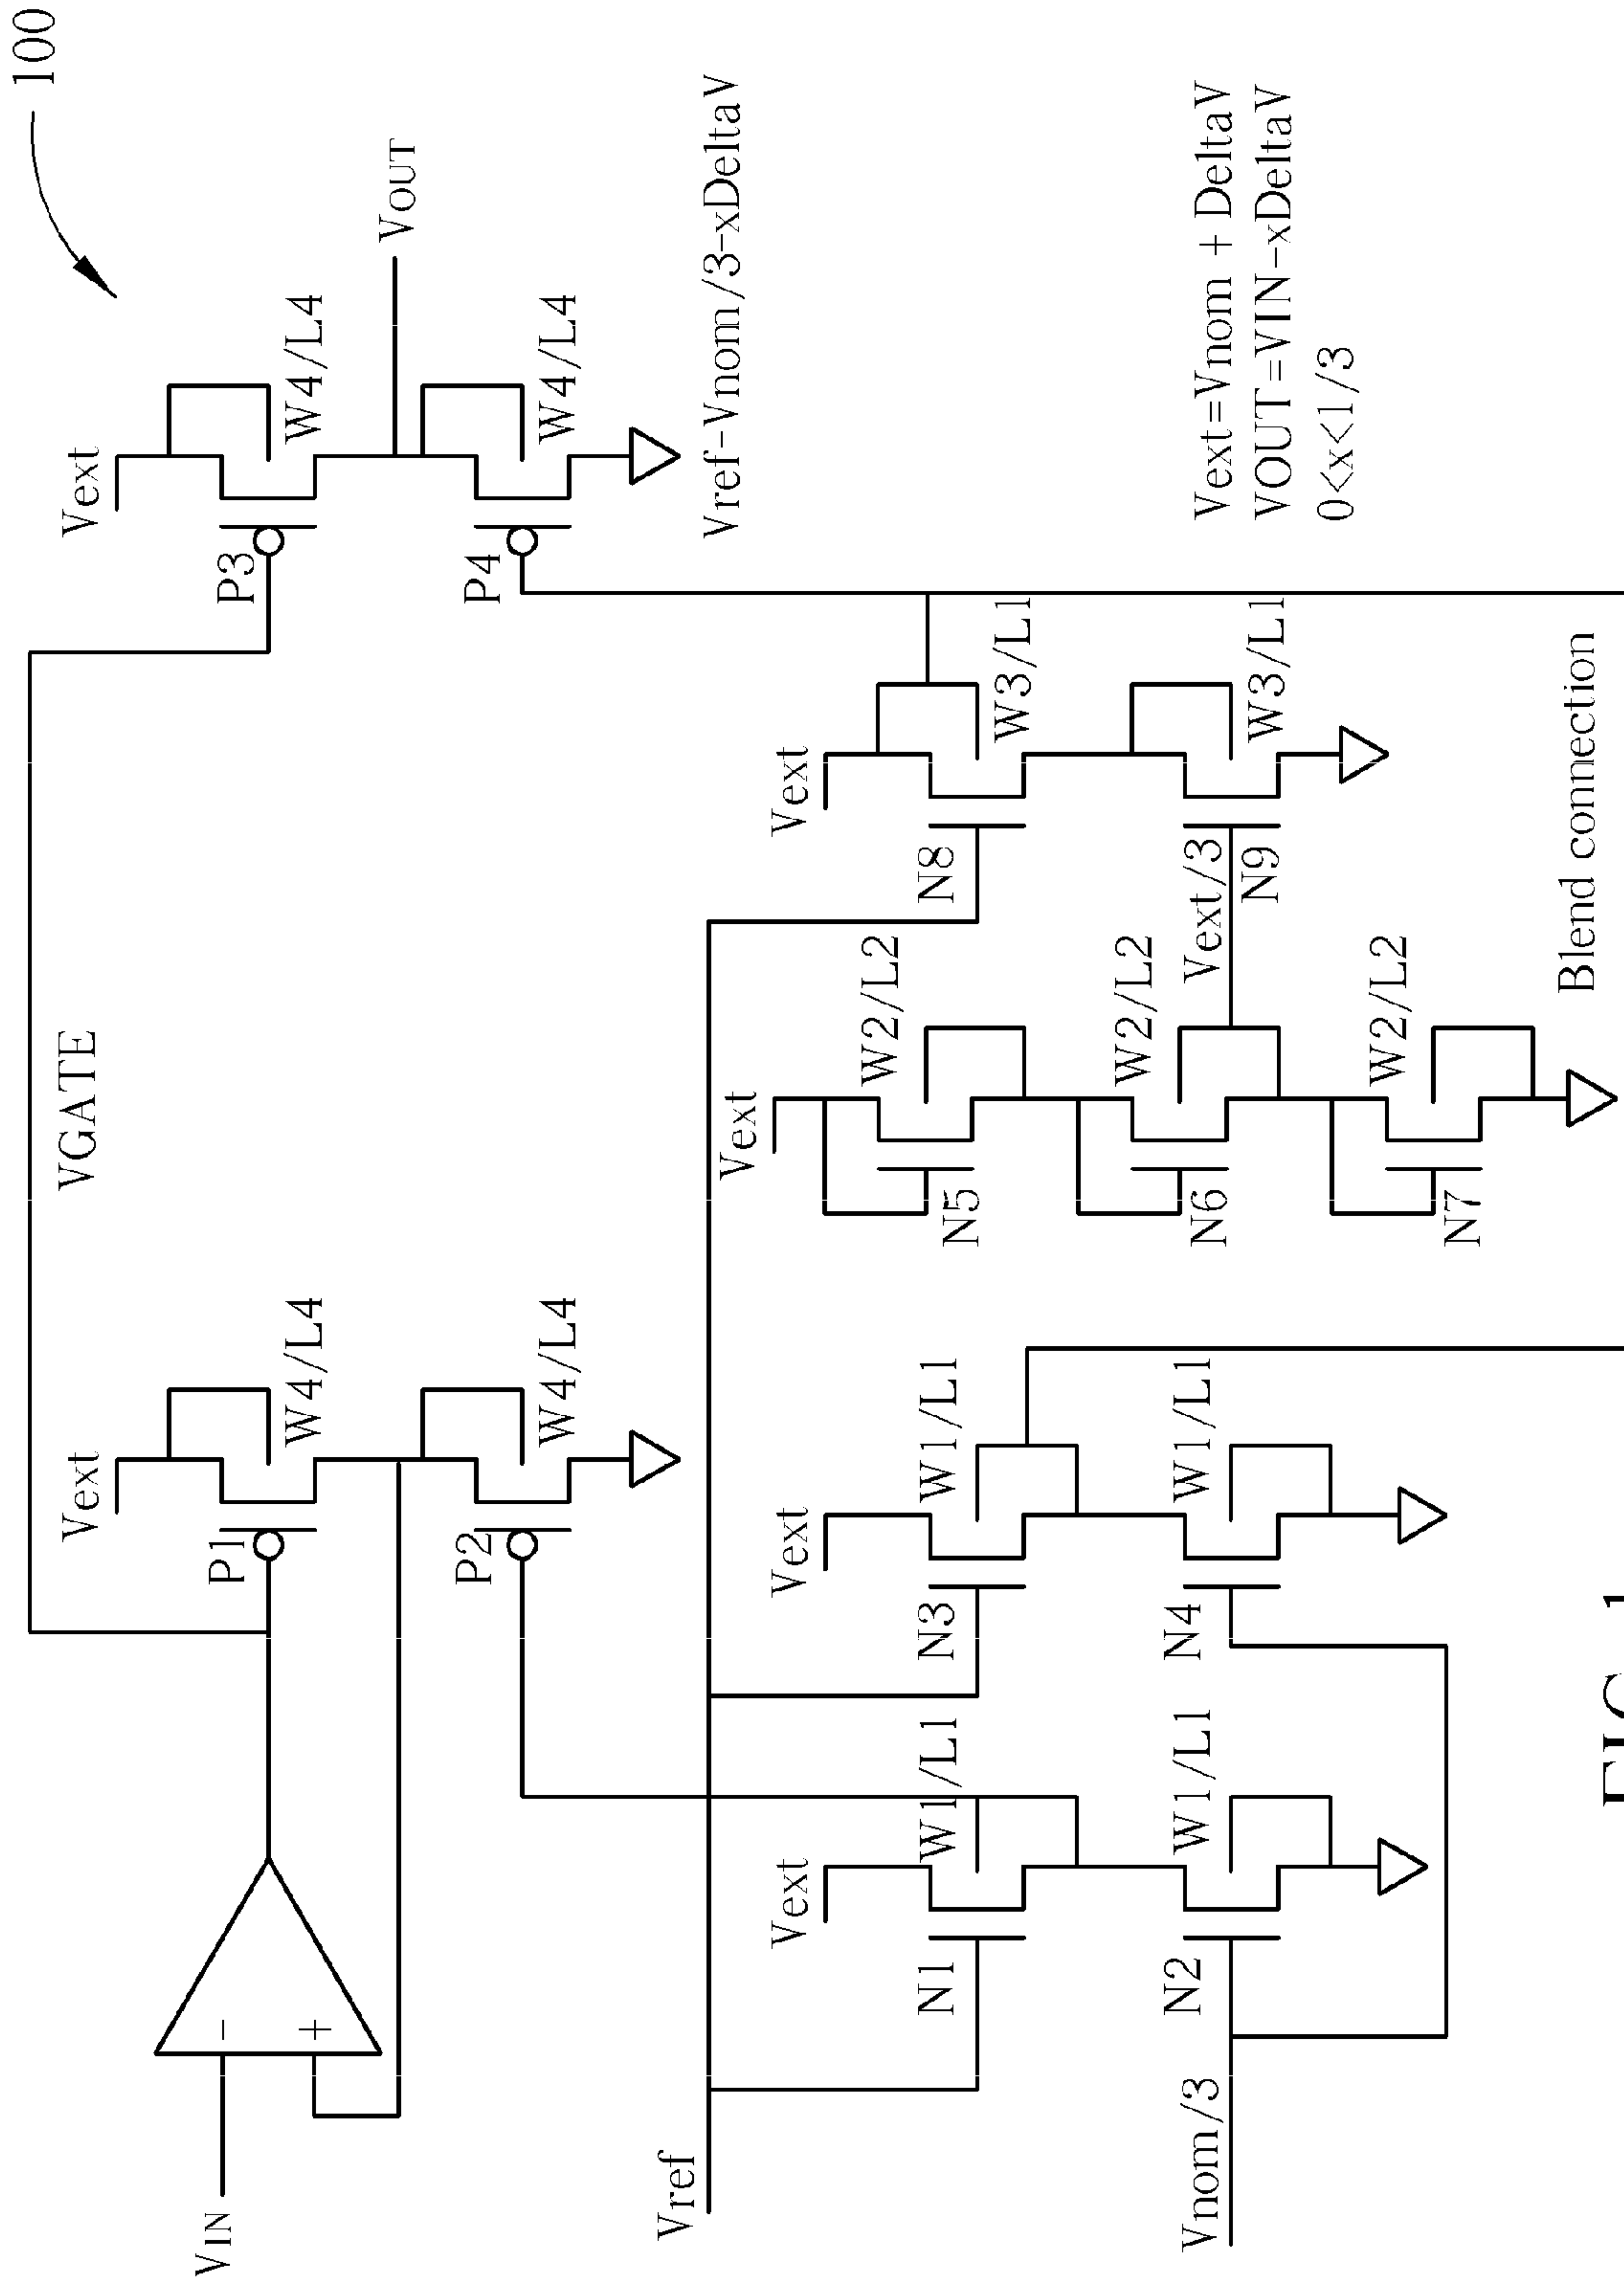 100
VGATE
Vext
P1
W4/L4
Vext
P3
W4/L4
VIN
-
+
VOUT
P2
W4/L4
P4
W4/L4
Vref
Vref-Vnom/3-xDeltaV
Vext
N1
W1/L1
Vext
N3
W1/L1
Vext
N5
W2/L2
Vext
N8
W3/L1
Vnom/3
N2
W1/L1
N4
W1/L1
N6
W2/L2
Vext/3
N9
W3/L1
Vext=Vnom + DeltaV
VOUT=VIN-xDeltaV
0<x<1/3
N7
W2/L2
Blend connection